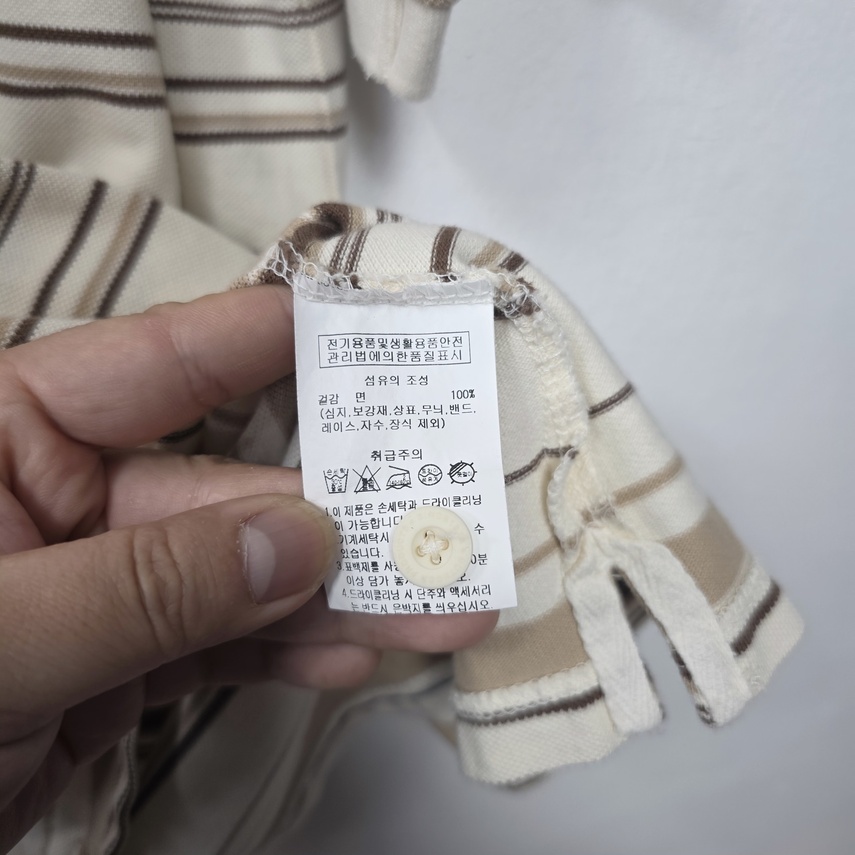 전기용품및생활용품안전
관리법에의한품질표시
섬유의 조성
겉감 면 100%
(심지,보강재,상표,무늬,밴드,
레이스,자수,장식 제외)
취급주의
1.이 제품은 손세탁과 드라이클리닝
이 가능합니다 수
기계세탁시
있습니다.
3.표백제를 0분
이상 담가
4.드라이클리닝 시 단추와 액세서리
는 반드시 은박지를 씌우십시오